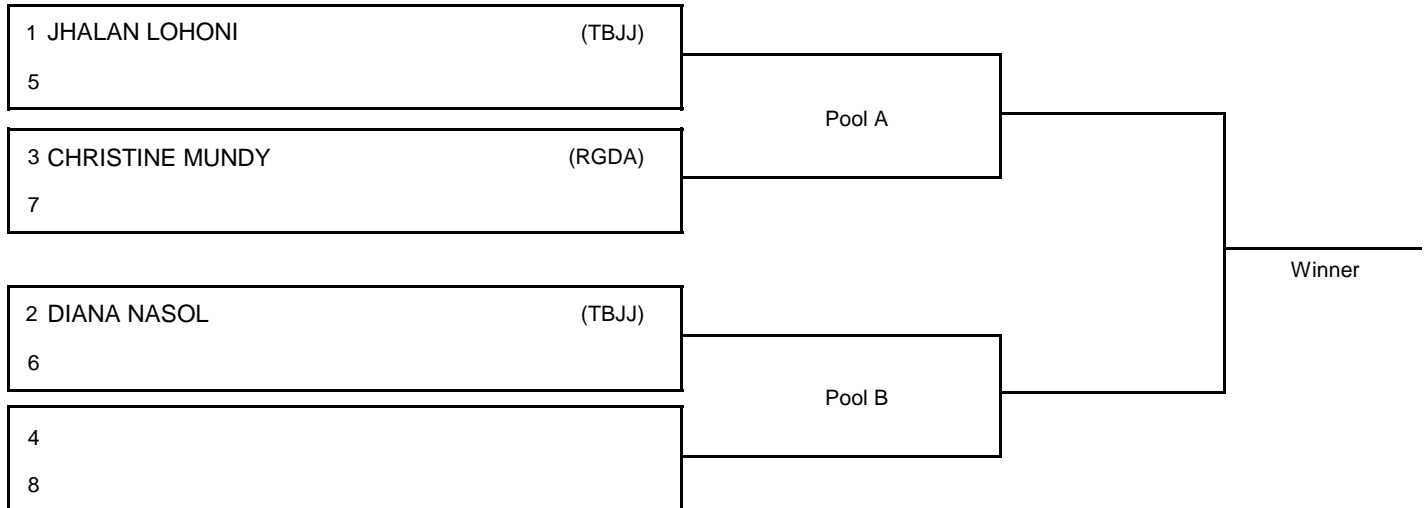 1 JHALAN LOHONI (TBJJ)
5
Pool A
3 CHRISTINE MUNDY (RGDA)
7
Winner
2 DIANA NASOL (TBJJ)
6
Pool B
4
8